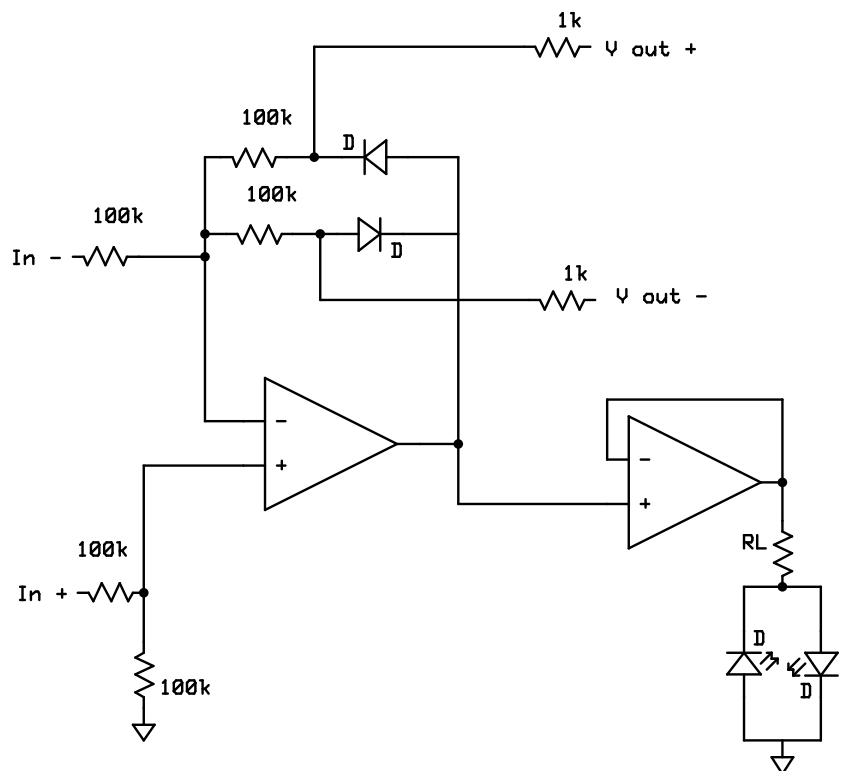 1k
V out +
100k
D
100k
100k
In -
D
1k
V out -
-
+
-
+
100k
RL
In +
D
100k
D